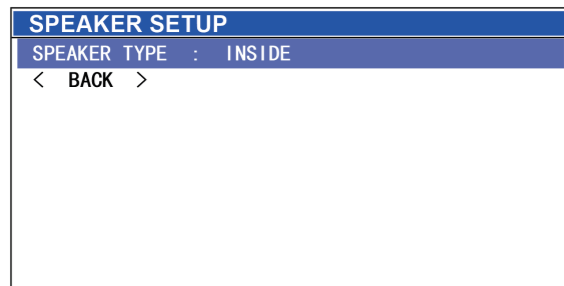 SPEAKER SETUP
SPEAKER TYPE : INSIDE
< BACK >